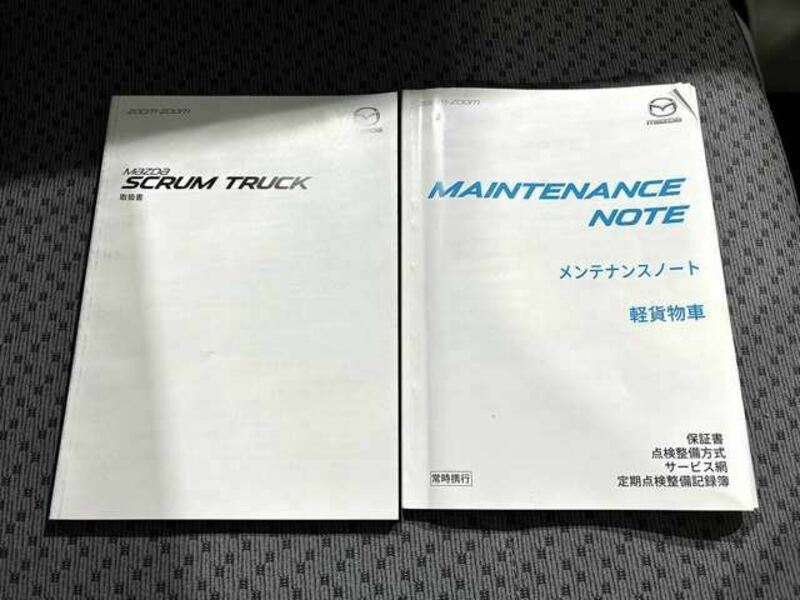 zoom-zoom
mazda
MAZDA
SCRUM TRUCK
取扱書
zoom-zoom
mazda
MAINTENANCE
NOTE
メンテナンスノート
軽貨物車
保証書
点検整備方式
サービス網
定期点検整備記録簿
常時携行